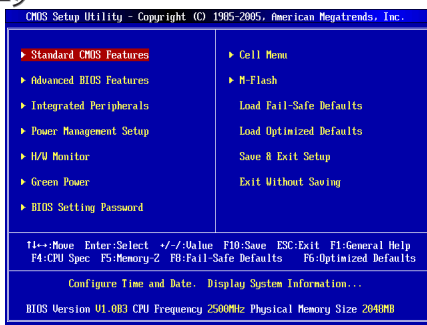 CMOS Setup Utility - Copyright (C) 1985-2005, American Megatrends, Inc.
▶ Standard CMOS Features
▶ Advanced BIOS Features
▶ Integrated Peripherals
▶ Power Management Setup
▶ H/W Monitor
▶ Green Power
▶ BIOS Setting Password
▶ Cell Menu
▶ M-Flash
Load Fail-Safe Defaults
Load Optimized Defaults
Save & Exit Setup
Exit Without Saving
↑↓←→:Move Enter:Select +/-/:Value F10:Save ESC:Exit F1:General Help
F4:CPU Spec F5:Memory-Z F8:Fail-Safe Defaults F6:Optimized Defaults
Configure Time and Date. Display System Information...
BIOS Version V1.0B3 CPU Frequency 2500MHz Physical Memory Size 2048MB